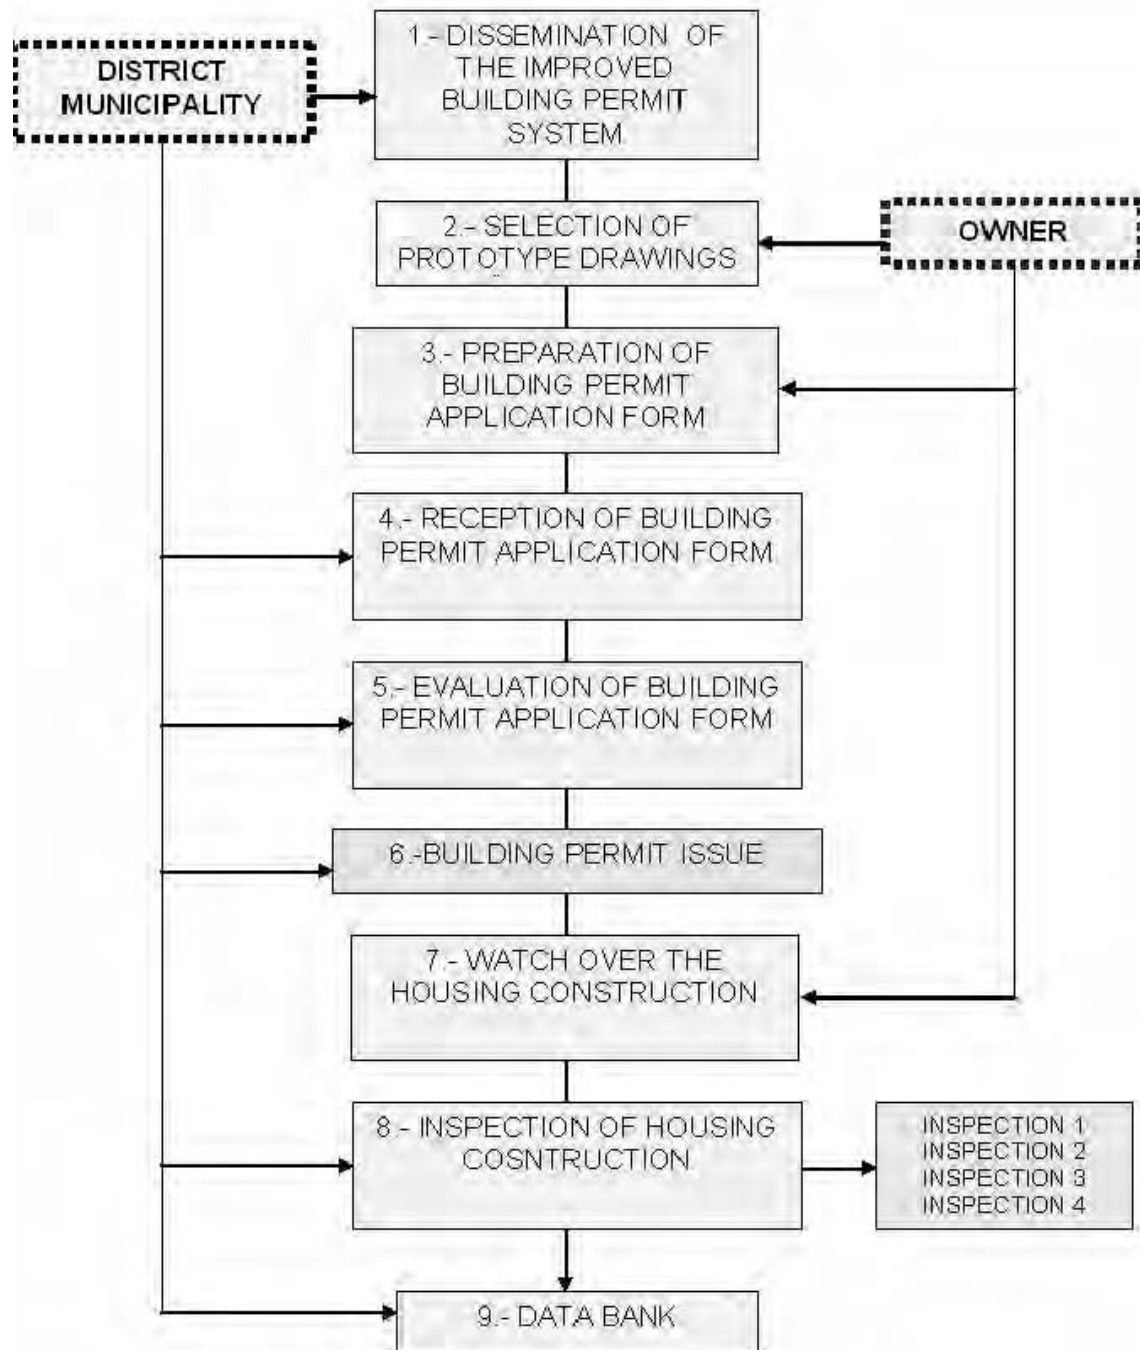 DISTRICT
MUNICIPALITY
1.- DISSEMINATION OF
THE IMPROVED
BUILDING PERMIT
SYSTEM
2.- SELECTION OF
PROTOTYPE DRAWINGS
OWNER
3.- PREPARATION OF
BUILDING PERMIT
APPLICATION FORM
4.- RECEPTION OF BUILDING
PERMIT APPLICATION FORM
5.- EVALUATION OF BUILDING
PERMIT APPLICATION FORM
6.-BUILDING PERMIT ISSUE
7.- WATCH OVER THE
HOUSING CONSTRUCTION
8.- INSPECTION OF HOUSING
COSNTRUCTION
INSPECTION 1
INSPECTION 2
INSPECTION 3
INSPECTION 4
9.- DATA BANK